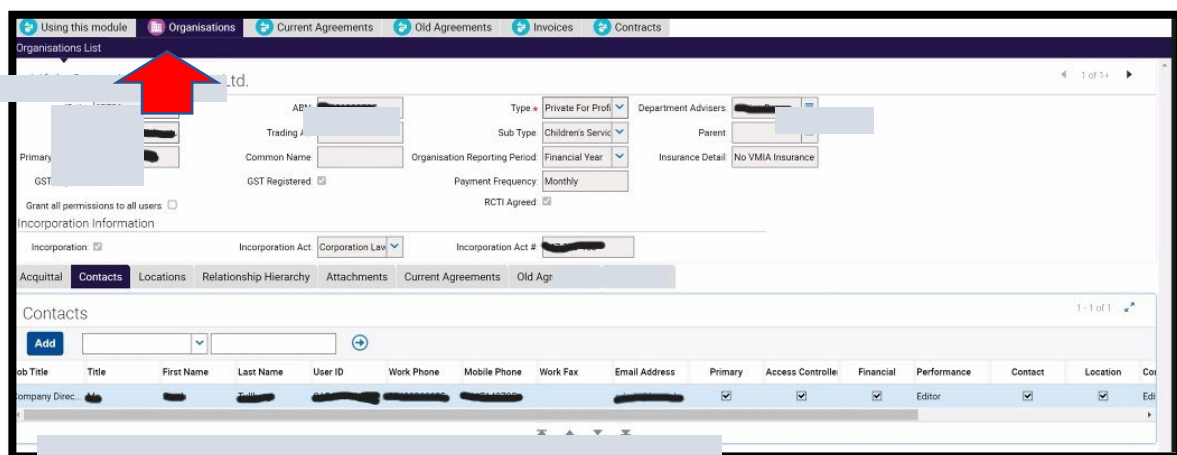 Using this module Organisations Current Agreements Old Agreements Invoices Contracts
Organisations List
Ltd.
1 of 1+
ABN: Type Private For Profi Department Advisers:
Trading Sub Type: Children's Servic Parent:
Primary Common Name: Organisation Reporting Period: Financial Year Insurance Detail: No VMIA Insurance
GST GST Registered: Payment Frequency: Monthly
Grant all permissions to all users: RCTI Agreed:
Incorporation Information
Incorporation: Incorporation Act: Corporation Law Incorporation Act #:
Acquittal Contacts Locations Relationship Hierarchy Attachments Current Agreements Old Agr
Contacts
1 - 1 of 1
Add
ob Title Title First Name Last Name User ID Work Phone Mobile Phone Work Fax Email Address Primary Access Controlle Financial Performance Contact Location Cor
Company Direc... Editor Edi